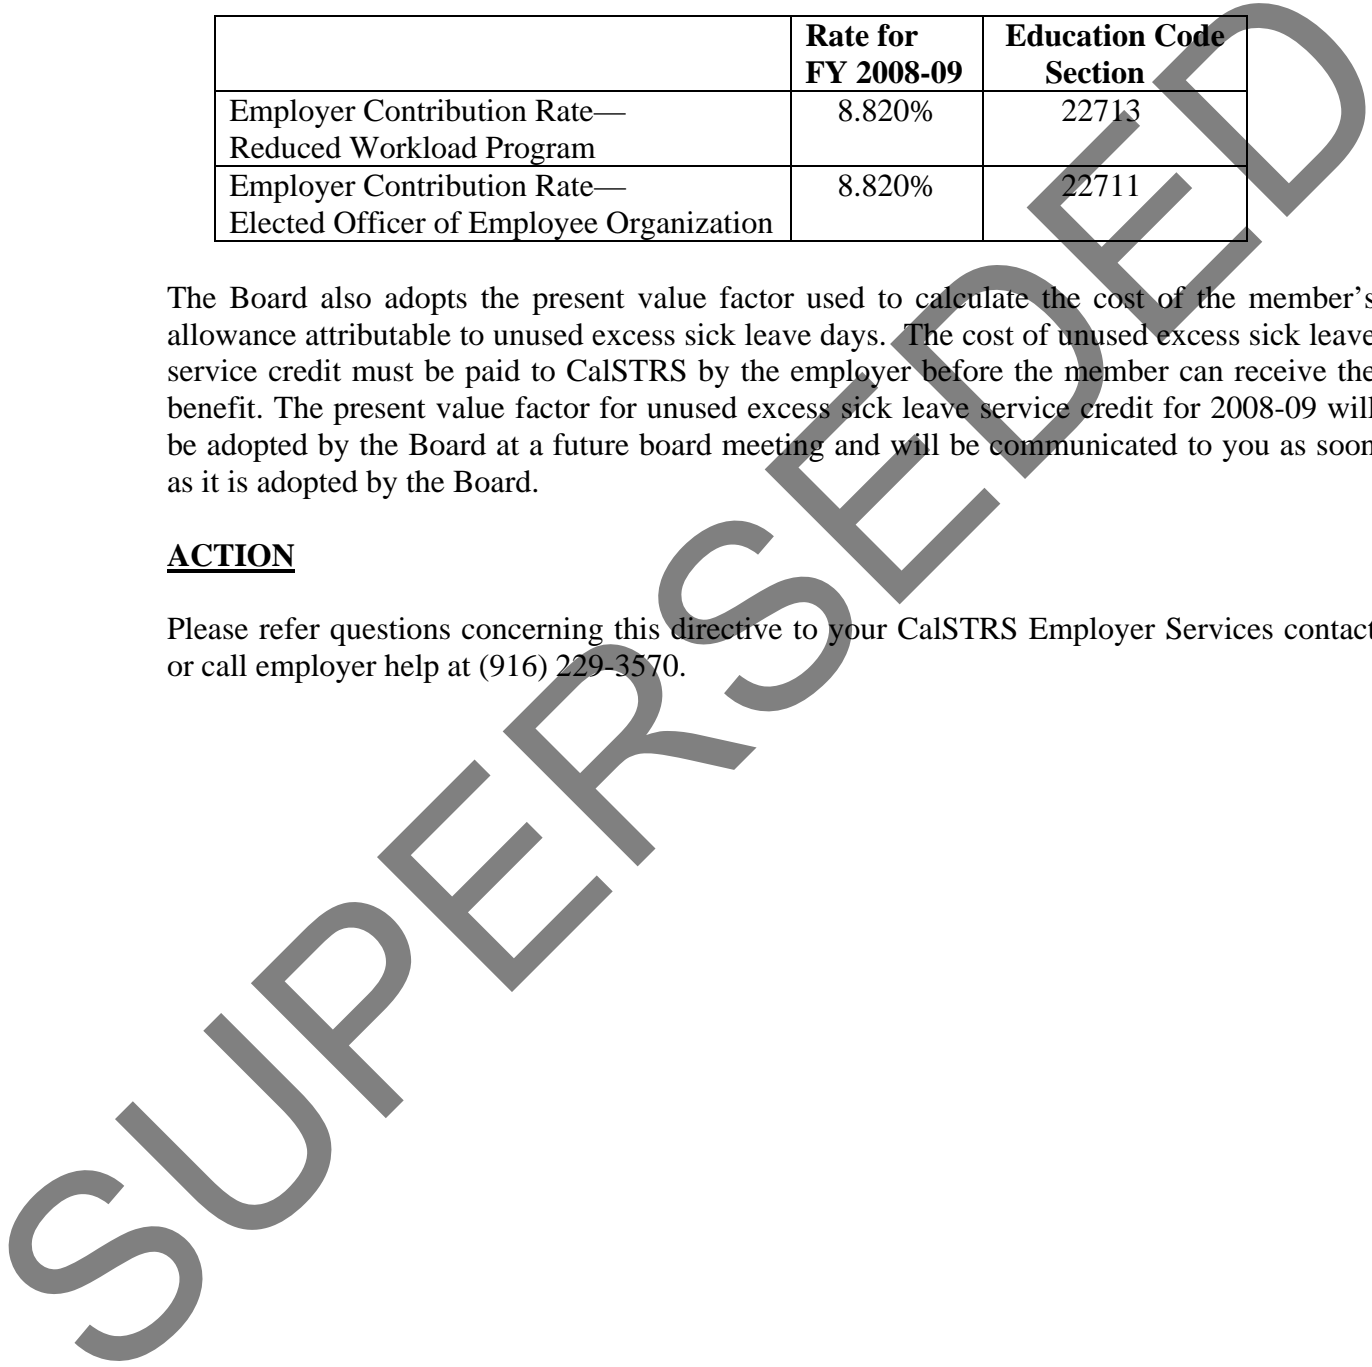 Rate for FY 2008-09 Education Code Section
Employer Contribution Rate— 8.820% 22713
Reduced Workload Program
Employer Contribution Rate— 8.820% 22711
Elected Officer of Employee Organization
The Board also adopts the present value factor used to calculate the cost of the member’s
allowance attributable to unused excess sick leave days. The cost of unused excess sick leave
service credit must be paid to CalSTRS by the employer before the member can receive the
benefit. The present value factor for unused excess sick leave service credit for 2008-09 will
be adopted by the Board at a future board meeting and will be communicated to you as soon
as it is adopted by the Board.
ACTION
Please refer questions concerning this directive to your CalSTRS Employer Services contact
or call employer help at (916) 229-3570.
SUPERSEDED